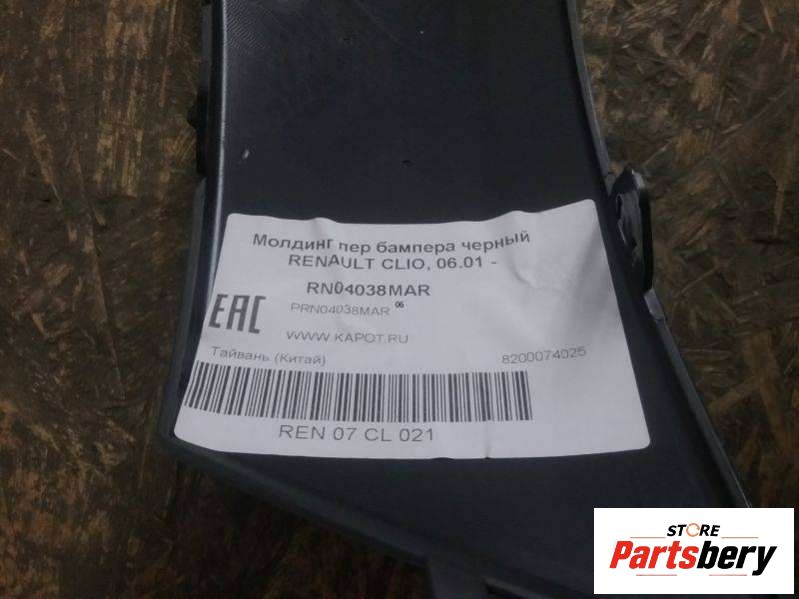 Молдинг пер бампера черный
RENAULT CLIO, 06.01 -
RN04038MAR
PRN04038MAR 06
EAC
WWW.KAPOT.RU
Тайвань (Китай)
8200074025
REN 07 CL 021
STORE
Partsbery